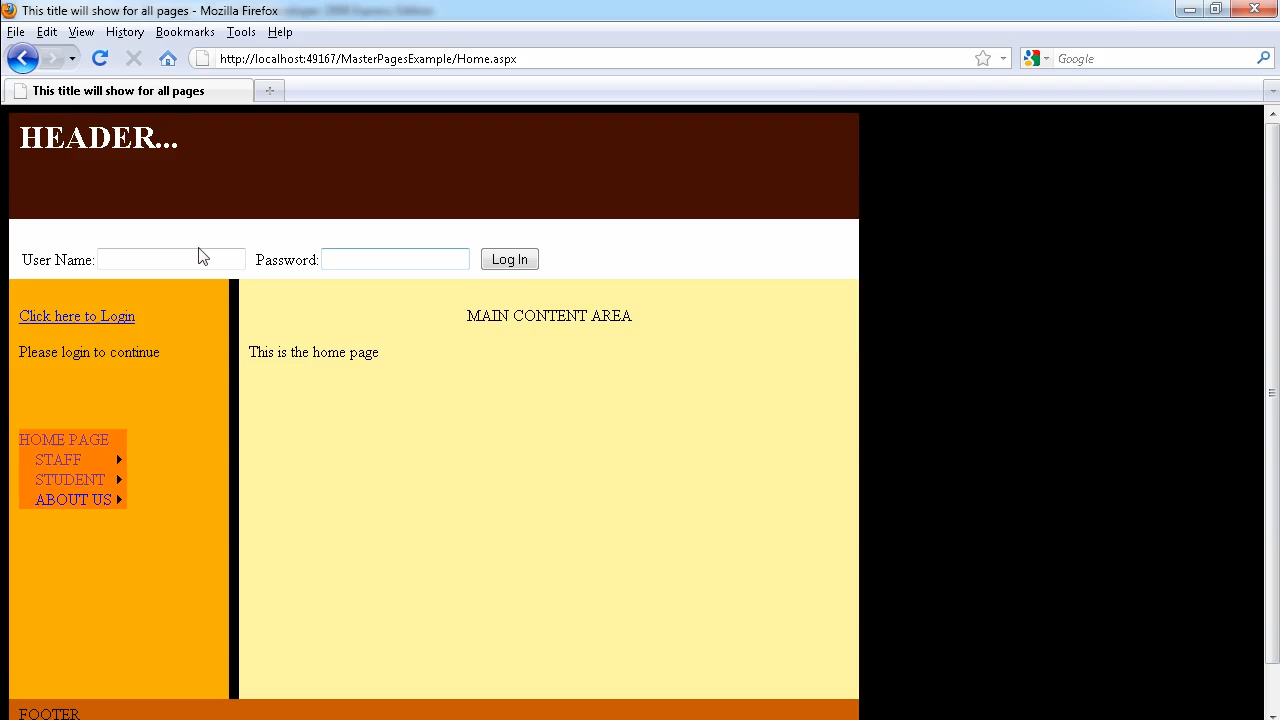 This title will show for all pages - Mozilla Firefox
File Edit View History Bookmarks Tools Help
http://localhost:49167/MasterPagesExample/Home.aspx
Google
This title will show for all pages
HEADER...
User Name: Password: Log In
Click here to Login
Please login to continue
MAIN CONTENT AREA
This is the home page
HOME PAGE
STAFF
STUDENT
ABOUT US
FOOTER